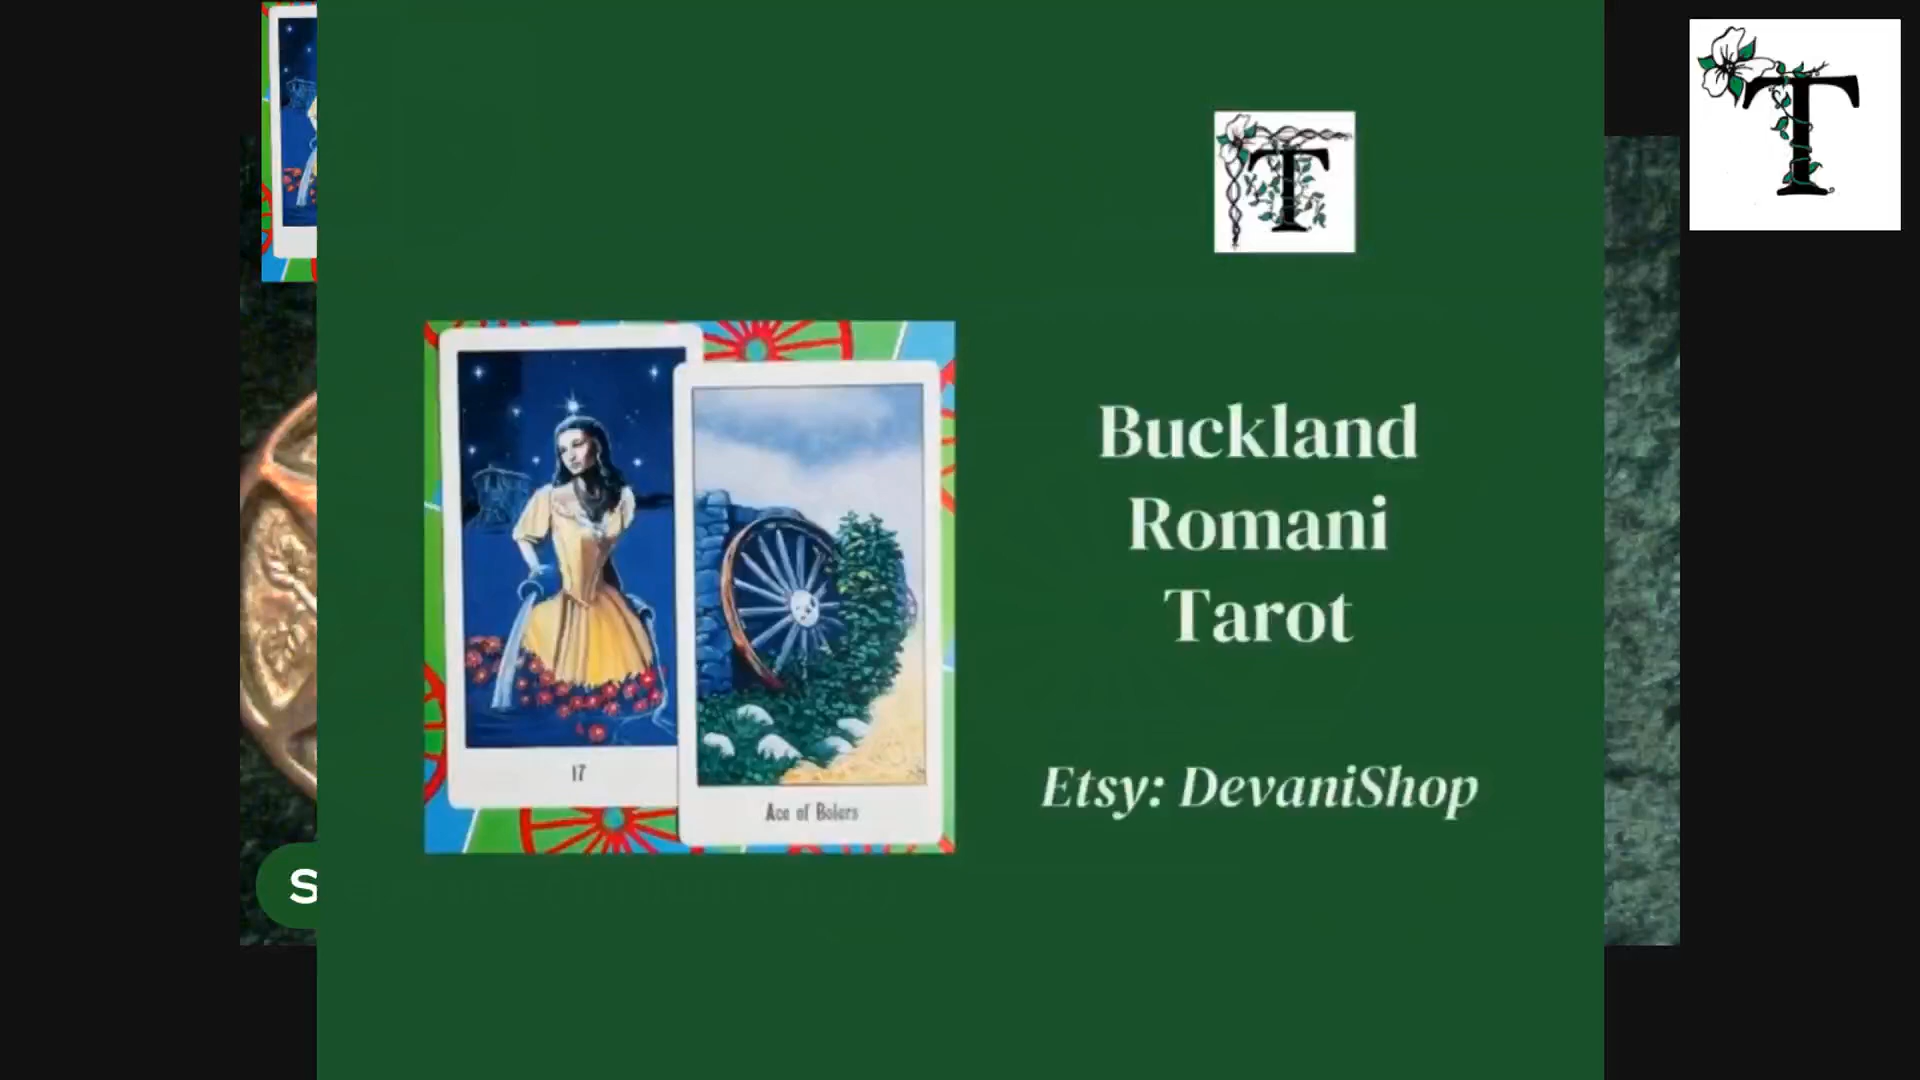 T
T
Buckland
Romani
Tarot
17
Ace of Bolers
Etsy: DevaniShop
S